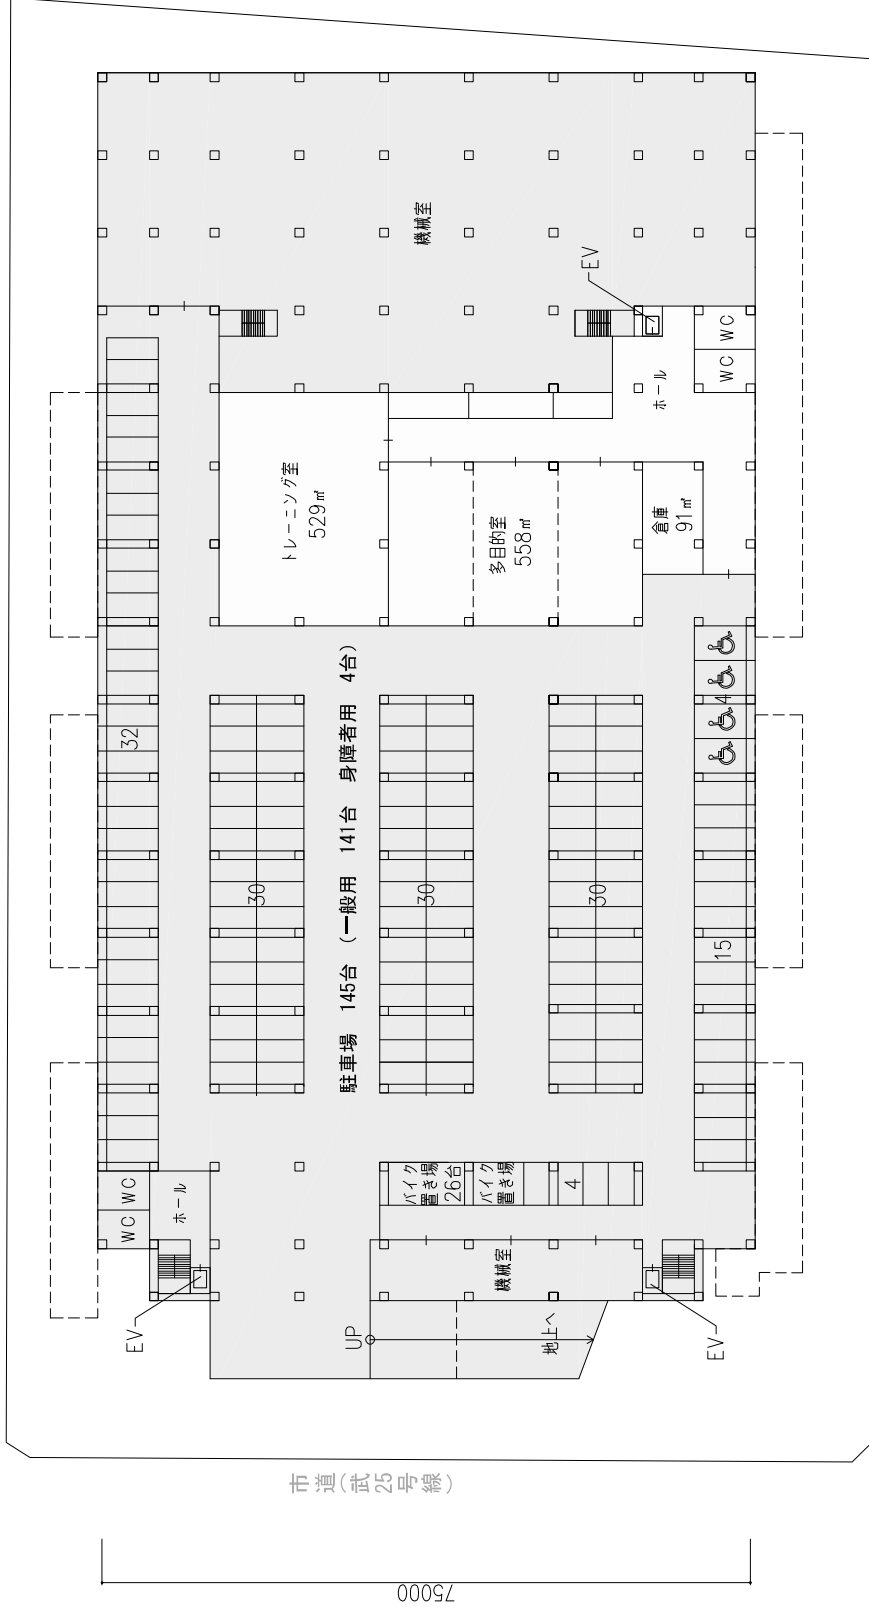 機械室
EV
WC
WC
ホール
トレーニング室
529㎡
多目的室
558㎡
倉庫
91㎡
駐車場 145台 (一般用 141台 身障者用 4台)
32
30
30
30
4
15
WC
WC
ホール
バイク
置き場
26台
バイク
置き場
4
機械室
EV
EV
UP
地上へ
市道(武25号線)
75000